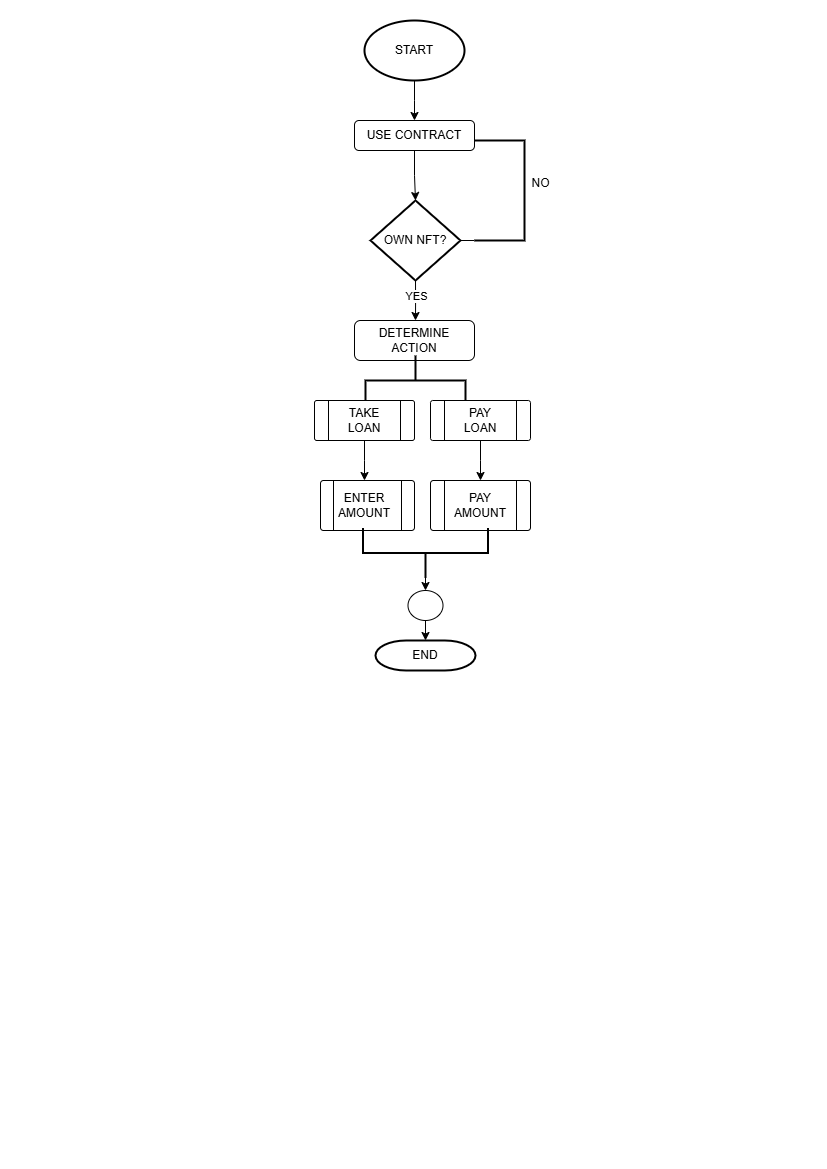 START
USE CONTRACT
NO
OWN NFT?
YES
DETERMINE
ACTION
TAKE
LOAN
PAY
LOAN
ENTER
AMOUNT
PAY
AMOUNT
END